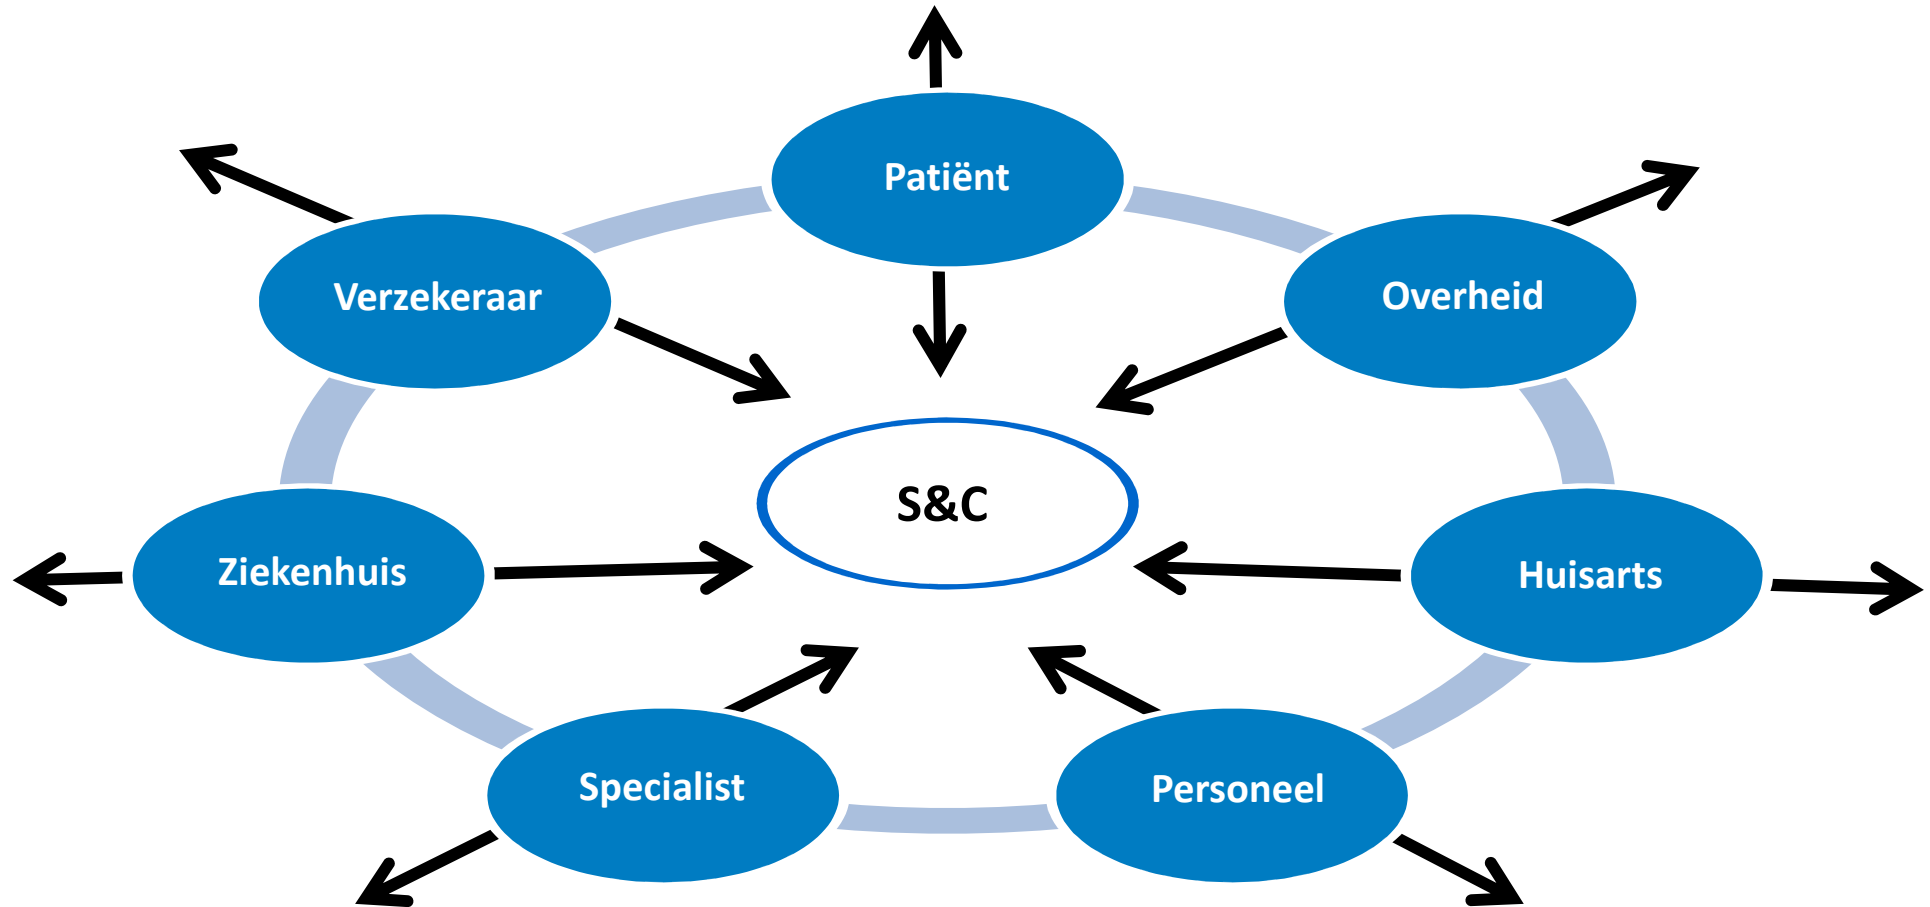 Patiënt
Verzekeraar
Overheid
S&C
Ziekenhuis
Huisarts
Specialist
Personeel